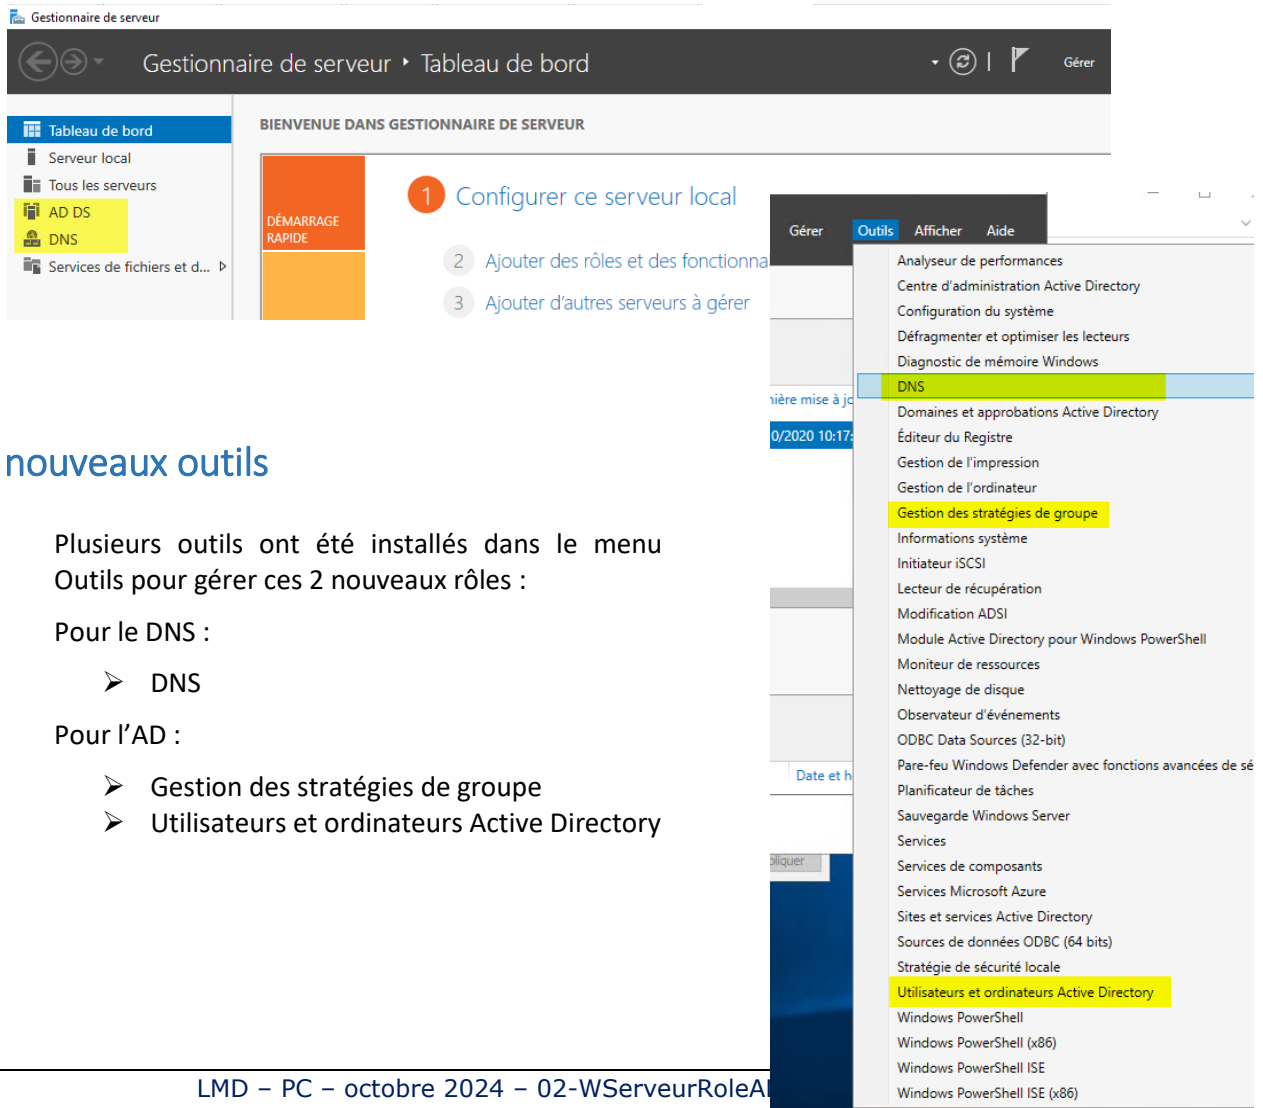 Gestionnaire de serveur
Gestionnaire de serveur ‣ Tableau de bord
Gérer
Tableau de bord
Serveur local
Tous les serveurs
AD DS
DNS
Services de fichiers et d...
BIENVENUE DANS GESTIONNAIRE DE SERVEUR
DÉMARRAGE
RAPIDE
1 Configurer ce serveur local
2 Ajouter des rôles et des fonctionna
3 Ajouter d'autres serveurs à gérer
Gérer Outils Afficher Aide
Analyseur de performances
Centre d'administration Active Directory
Configuration du système
Défragmenter et optimiser les lecteurs
Diagnostic de mémoire Windows
DNS
Domaines et approbations Active Directory
Éditeur du Registre
Gestion de l'impression
Gestion de l'ordinateur
Gestion des stratégies de groupe
Informations système
Initiateur iSCSI
Lecteur de récupération
Modification ADSI
Module Active Directory pour Windows PowerShell
Moniteur de ressources
Nettoyage de disque
Observateur d'événements
ODBC Data Sources (32-bit)
Pare-feu Windows Defender avec fonctions avancées de sé
Planificateur de tâches
Sauvegarde Windows Server
Services
Services de composants
Services Microsoft Azure
Sites et services Active Directory
Sources de données ODBC (64 bits)
Stratégie de sécurité locale
Utilisateurs et ordinateurs Active Directory
Windows PowerShell
Windows PowerShell (x86)
Windows PowerShell ISE
Windows PowerShell ISE (x86)
nière mise à jo
0/2020 10:17:
Date et h
pliquer
nouveaux outils
Plusieurs outils ont été installés dans le menu
Outils pour gérer ces 2 nouveaux rôles :
Pour le DNS :
➢ DNS
Pour l'AD :
➢ Gestion des stratégies de groupe
➢ Utilisateurs et ordinateurs Active Directory
LMD – PC – octobre 2024 – 02-WServeurRoleA